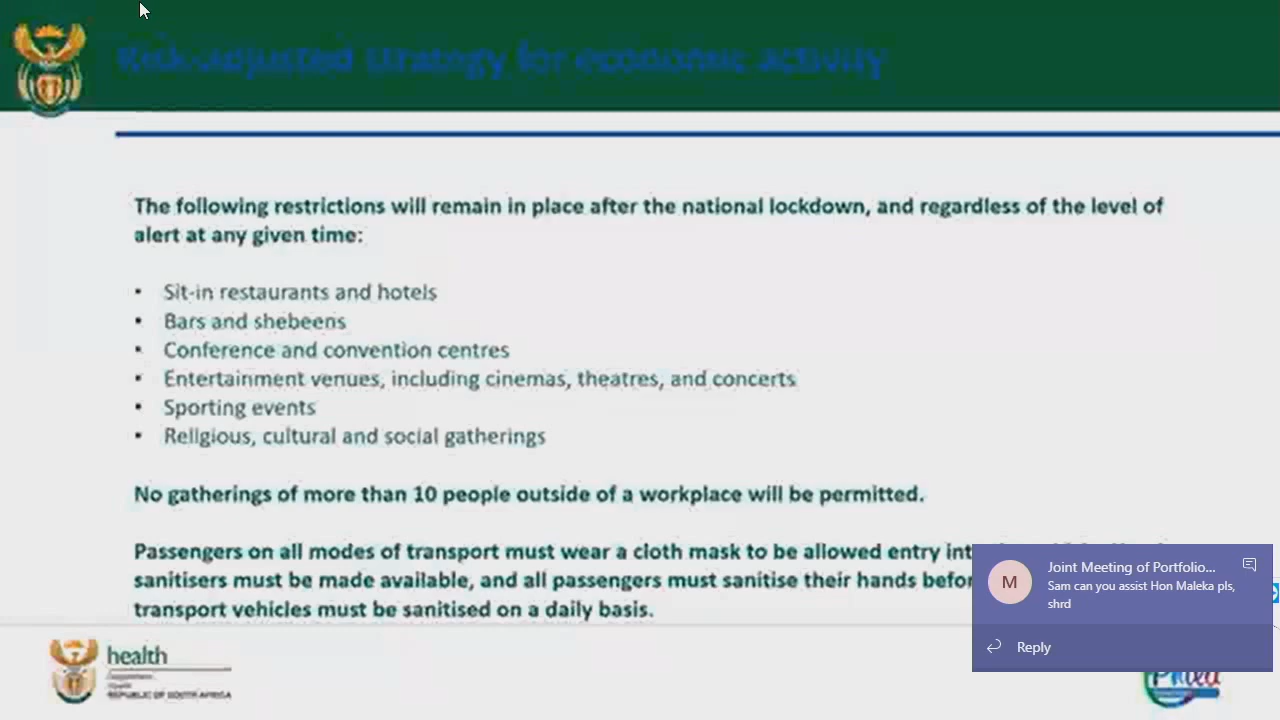 Risk-Adjusted strategy for economic activity
The following restrictions will remain in place after the national lockdown, and regardless of the level of
alert at any given time:
• Sit-in restaurants and hotels
• Bars and shebeens
• Conference and convention centres
• Entertainment venues, including cinemas, theatres, and concerts
• Sporting events
• Religious, cultural and social gatherings
No gatherings of more than 10 people outside of a workplace will be permitted.
Passengers on all modes of transport must wear a cloth mask to be allowed entry
sanitisers must be made available, and all passengers must sanitise their hands
transport vehicles must be sanitised on a daily basis.
M
Joint Meeting of Portfolio...
Sam can you assist Hon Maleka pls,
shrd
Reply
health
REPUBLIC OF SOUTH AFRICA